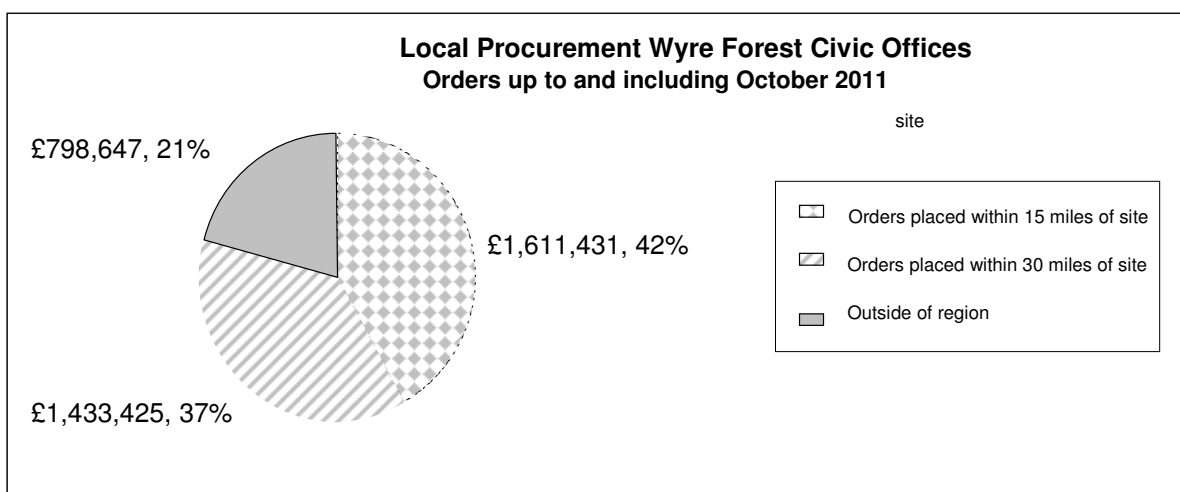 Local Procurement Wyre Forest Civic Offices
Orders up to and including October 2011
site
£798,647, 21%
£1,611,431, 42%
£1,433,425, 37%
Orders placed within 15 miles of site
Orders placed within 30 miles of site
Outside of region